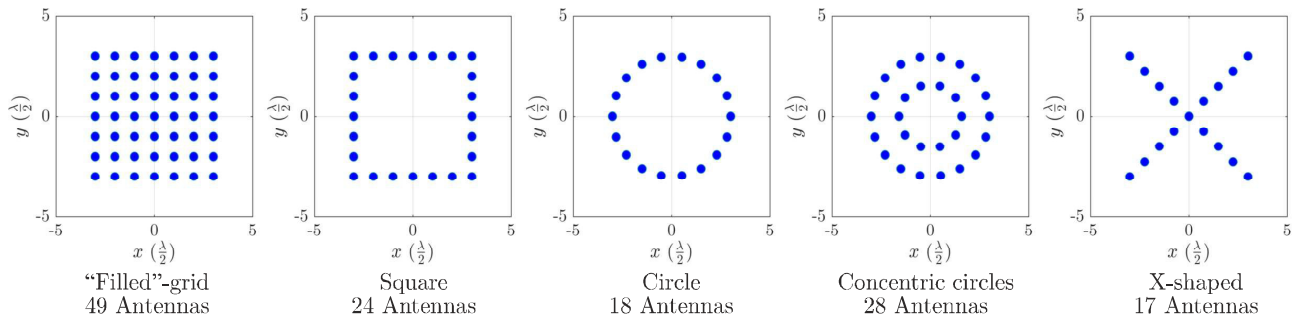 5
0
-5
-5
0
5
y (λ/2)
x (λ/2)
"Filled"-grid
49 Antennas
5
0
-5
-5
0
5
y (λ/2)
x (λ/2)
Square
24 Antennas
5
0
-5
-5
0
5
y (λ/2)
x (λ/2)
Circle
18 Antennas
5
0
-5
-5
0
5
y (λ/2)
x (λ/2)
Concentric circles
28 Antennas
5
0
-5
-5
0
5
y (λ/2)
x (λ/2)
X-shaped
17 Antennas